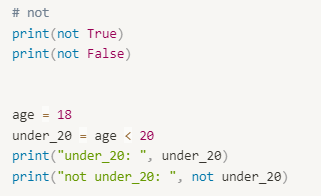 # not
print(not True)
print(not False)
age = 18
under_20 = age < 20
print("under_20: ", under_20)
print("not under_20: ", not under_20)